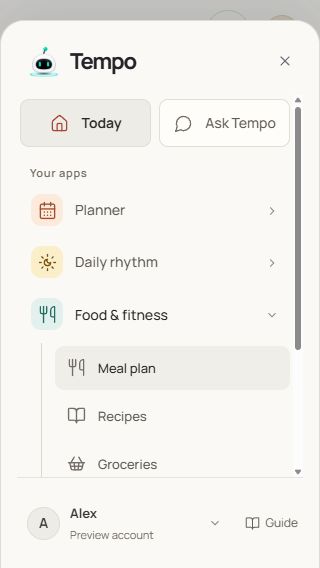 Tempo
Today
Ask Tempo
Your apps
Planner
Daily rhythm
Food & fitness
Meal plan
Recipes
Groceries
A
Alex
Preview account
Guide